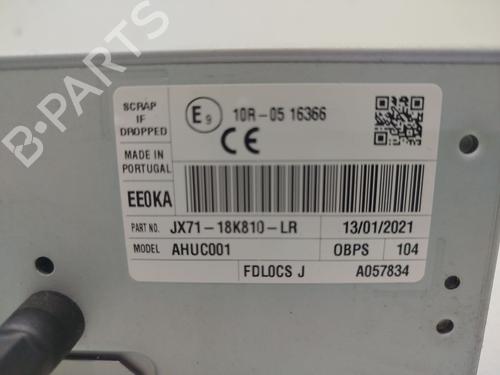 B-PARTS
SCRAP
IF
DROPPED
E9 10R-05 16366
CE
MADE IN
PORTUGAL
EE0KA
PART NO. JX71-18K810-LR 13/01/2021
MODEL AHUC001 OBPS 104
FDLOCS J A057834